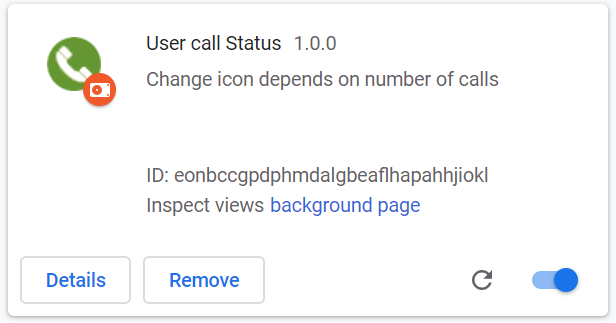 User call Status 1.0.0
Change icon depends on number of calls
ID: eonbccgpdphmdalgbeaflhapahhjiokl
Inspect views background page
Details Remove